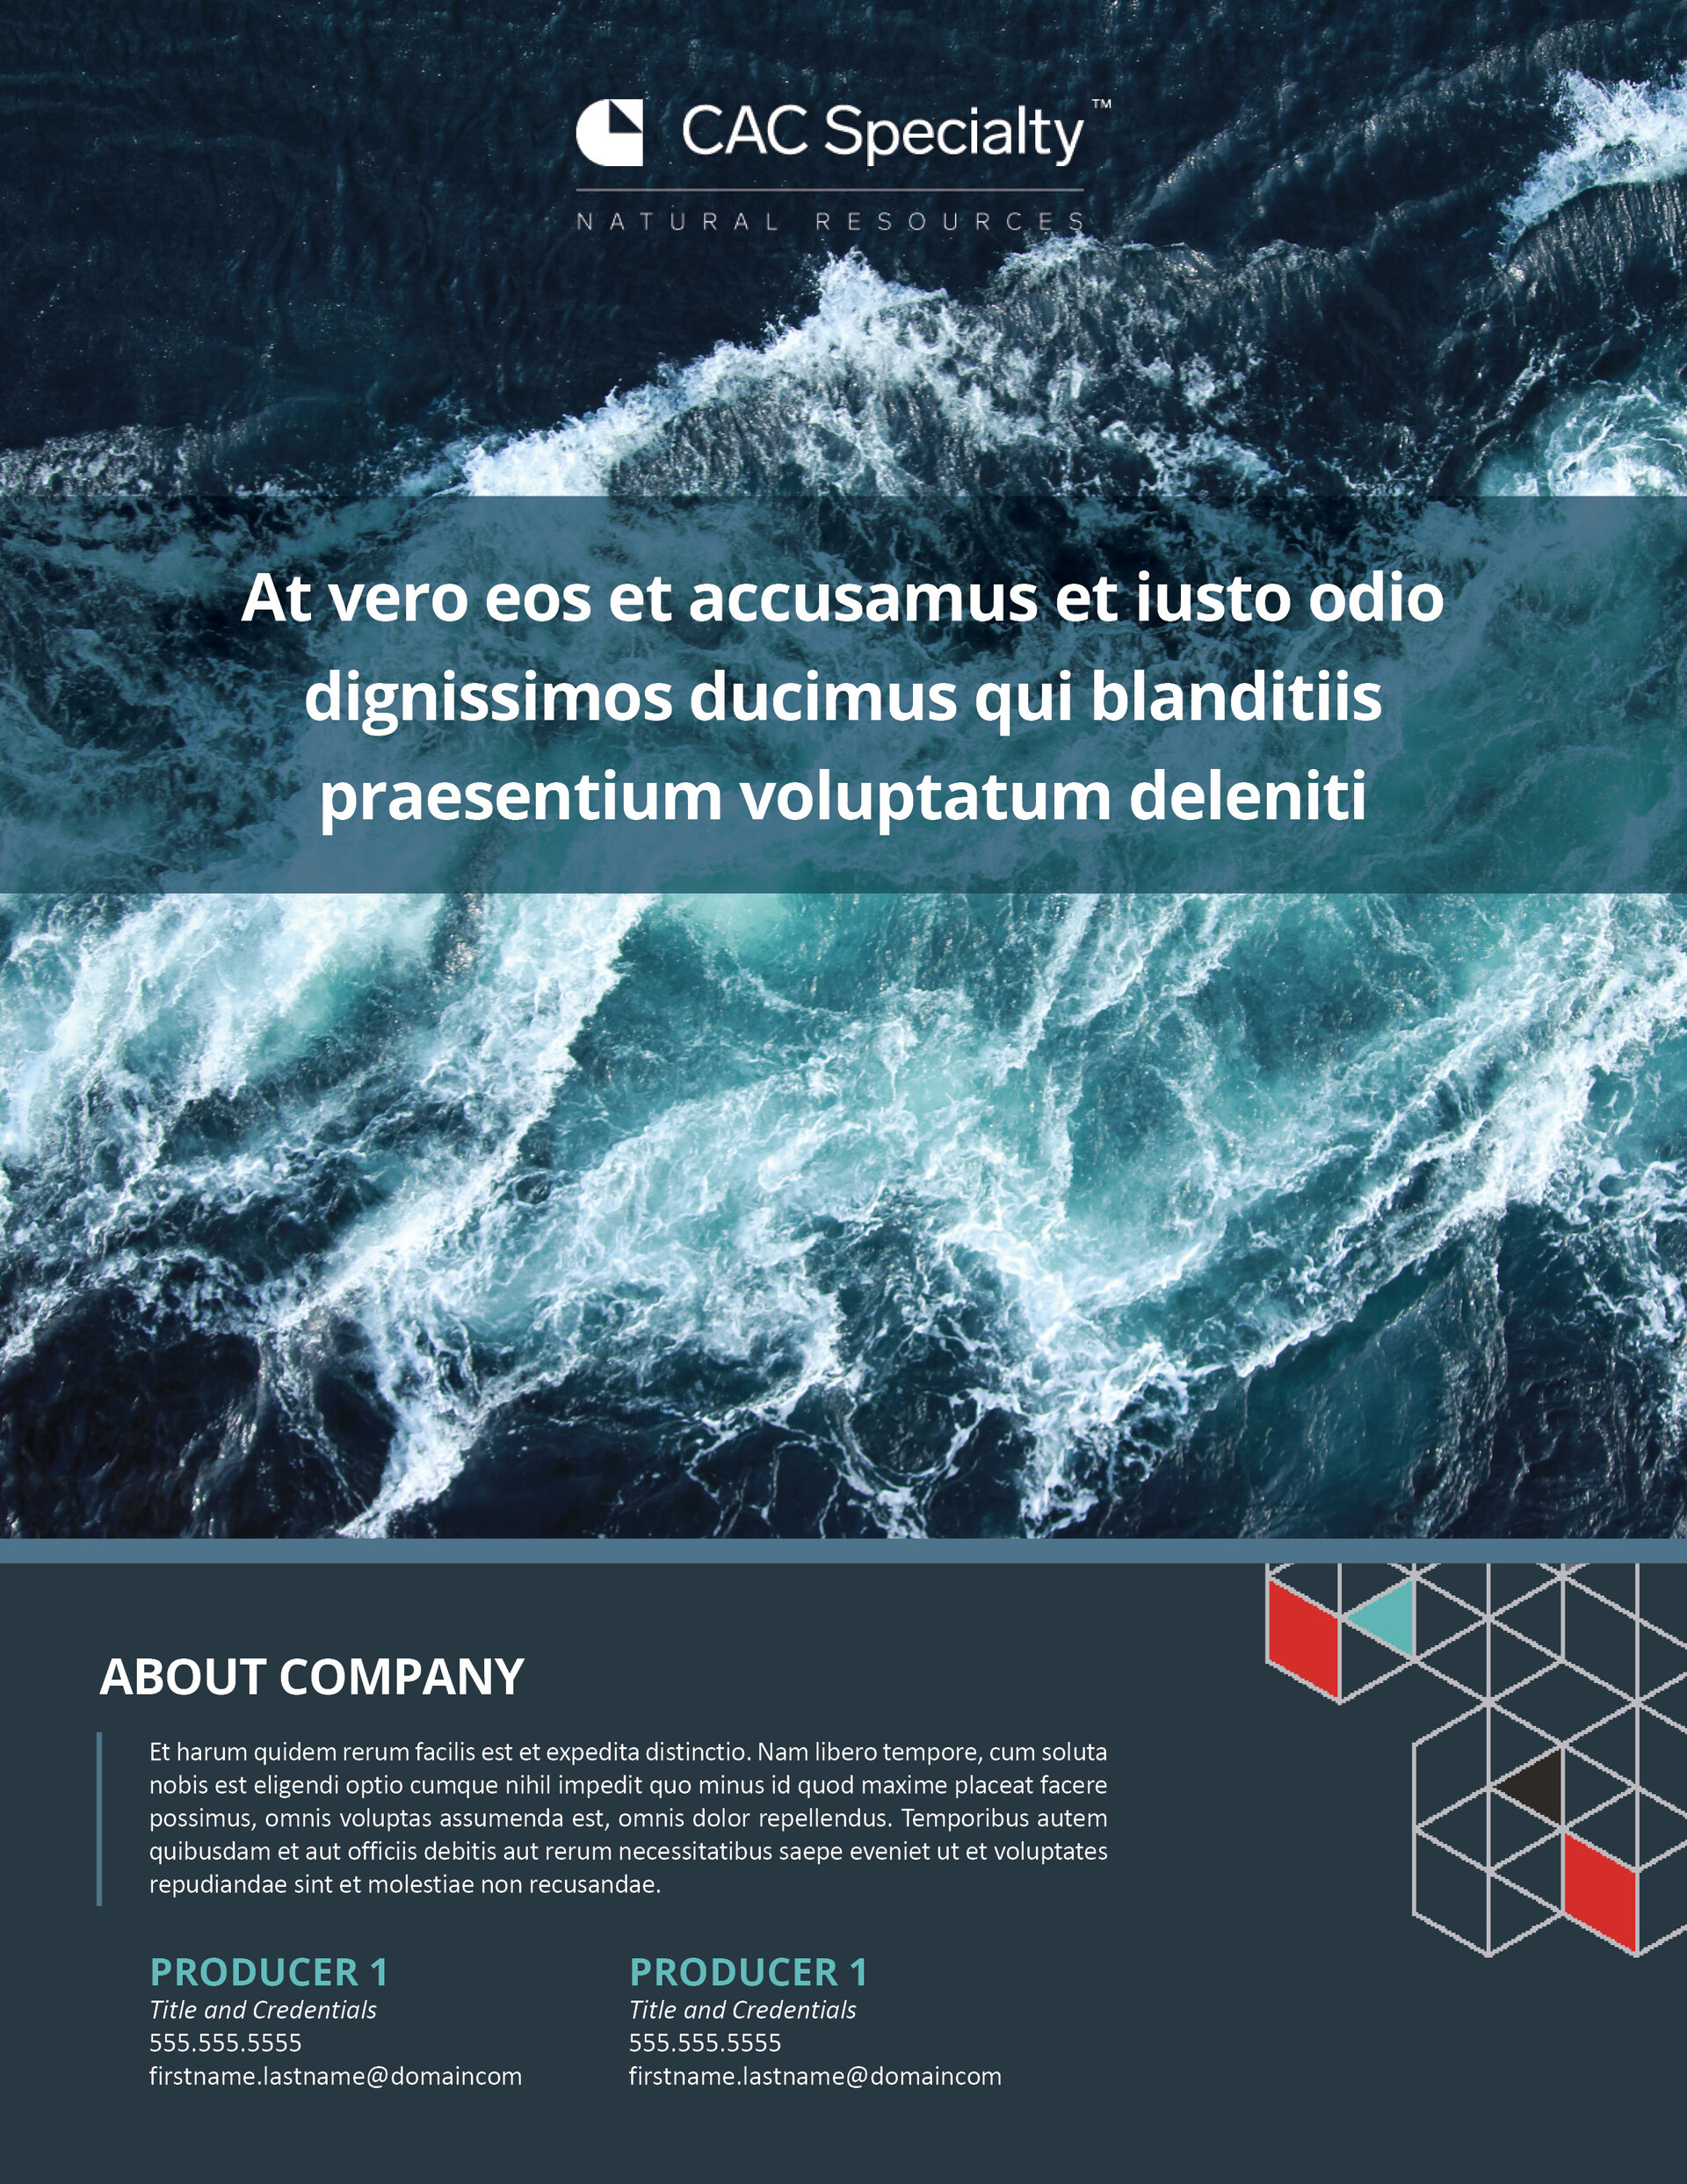 CAC Specialty™
NATURAL RESOURCES
At vero eos et accusamus et iusto odio
dignissimos ducimus qui blanditiis
praesentium voluptatum deleniti
ABOUT COMPANY
Et harum quidem rerum facilis est et expedita distinctio. Nam libero tempore, cum soluta
nobis est eligendi optio cumque nihil impedit quo minus id quod maxime placeat facere
possimus, omnis voluptas assumenda est, omnis dolor repellendus. Temporibus autem
quibusdam et aut officiis debitis aut rerum necessitatibus saepe eveniet ut et voluptates
repudiandae sint et molestiae non recusandae.
PRODUCER 1
Title and Credentials
555.555.5555
firstname.lastname@domaincom
PRODUCER 1
Title and Credentials
555.555.5555
firstname.lastname@domaincom